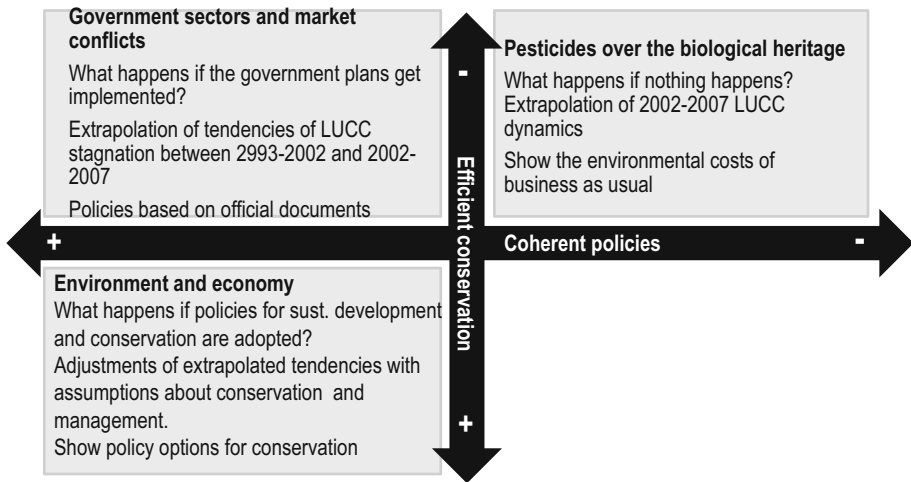 Government sectors and market
conflicts
What happens if the government plans get
implemented?
Extrapolation of tendencies of LUCC
stagnation between 2993-2002 and 2002-
2007
Policies based on official documents
-
Pesticides over the biological heritage
What happens if nothing happens?
Extrapolation of 2002-2007 LUCC
dynamics
Show the environmental costs of
business as usual
Efficient conservation
+
Coherent policies
-
Environment and economy
What happens if policies for sust. development
and conservation are adopted?
Adjustments of extrapolated tendencies with
assumptions about conservation and
management.
Show policy options for conservation
+